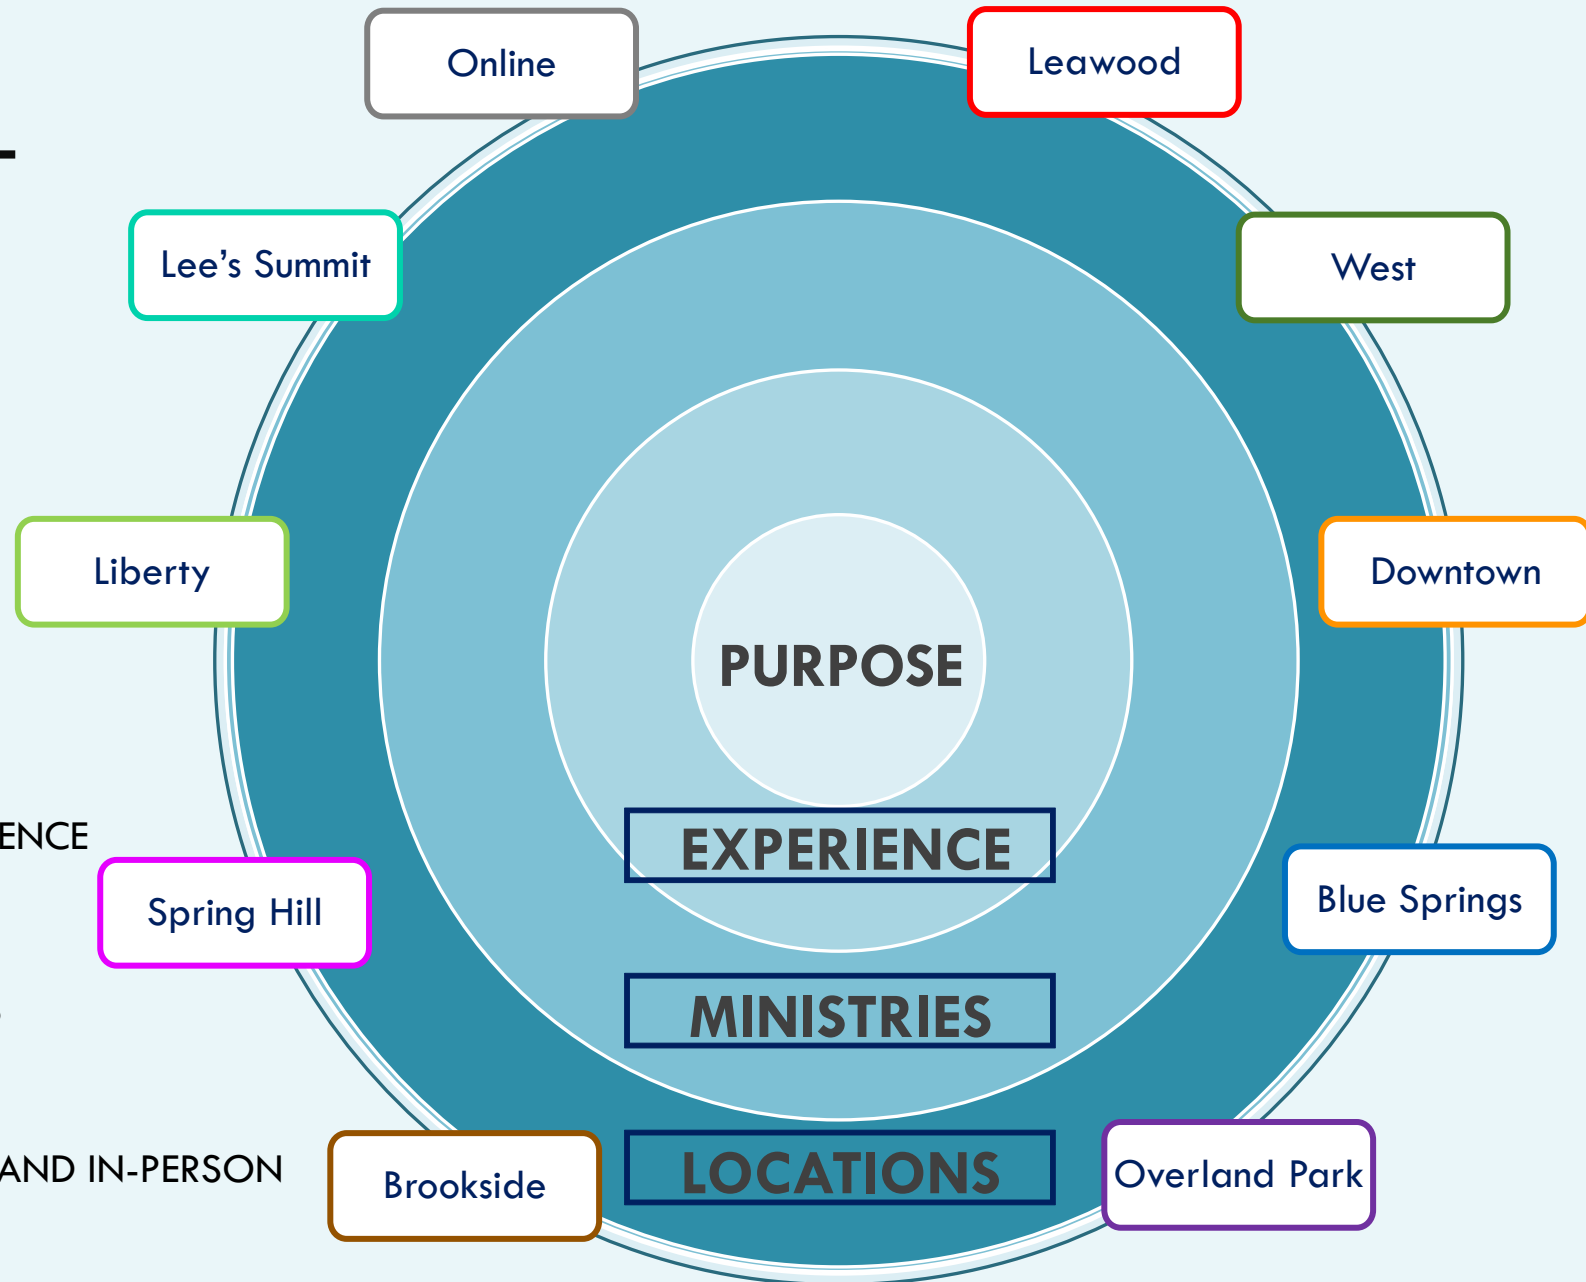 Online
Leawood
Lee’s Summit
West
Liberty
Downtown
PURPOSE
ENCE
EXPERIENCE
Spring Hill
Blue Springs
MINISTRIES
AND IN-PERSON
Brookside
LOCATIONS
Overland Park